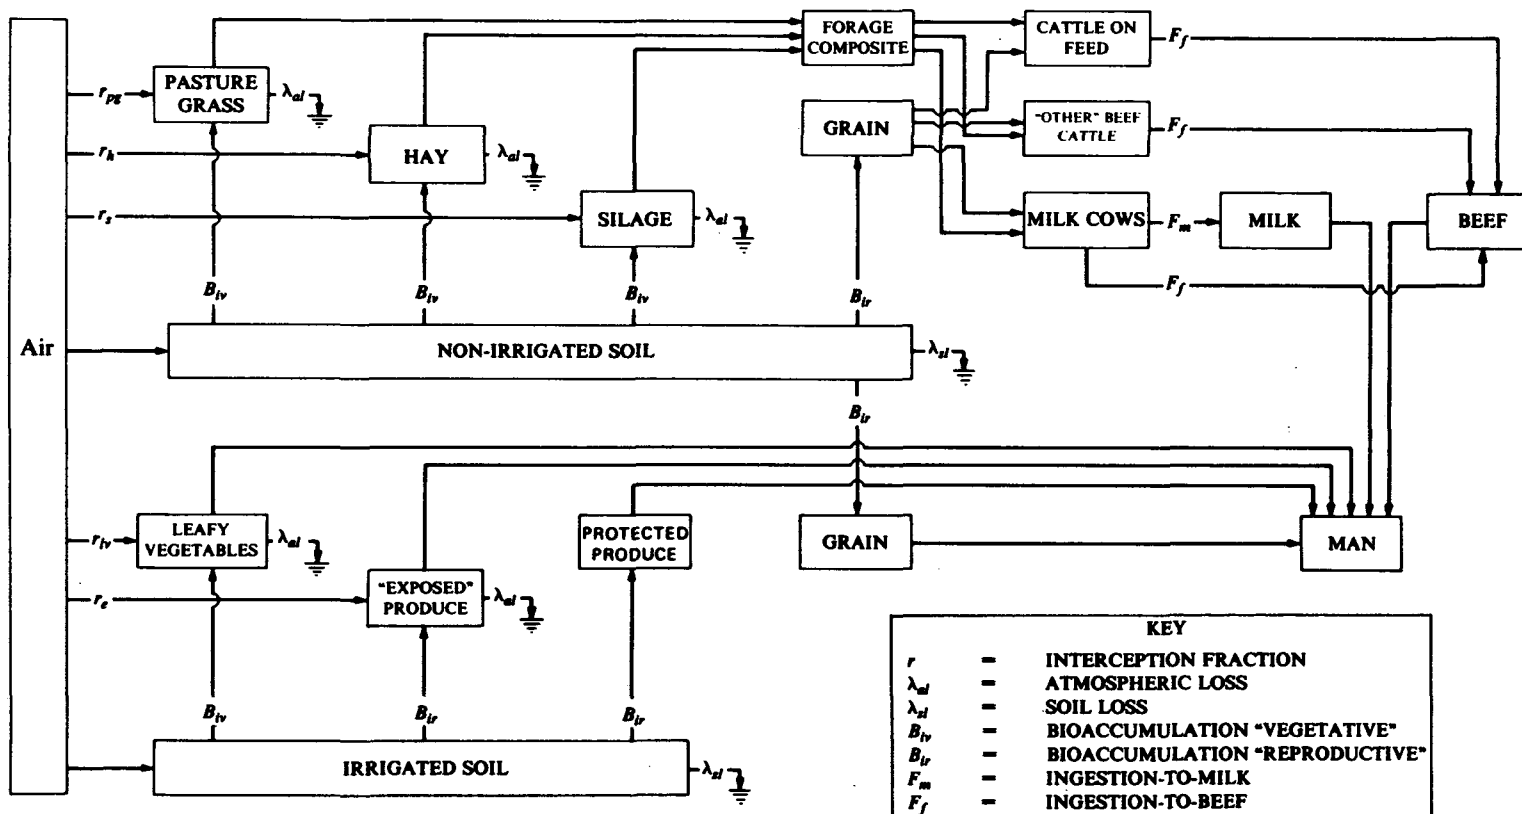 FORAGE
COMPOSITE
CATTLE ON
FEED
F_f
PASTURE
GRASS
r_pg
λ_al
GRAIN
"OTHER" BEEF
CATTLE
F_f
r_h
HAY
λ_al
r_s
SILAGE
λ_al
MILK COWS
F_m
MILK
BEEF
F_f
B_iv
B_iv
B_iv
B_ir
Air
NON-IRRIGATED SOIL
λ_sl
B_ir
r_lv
LEAFY
VEGETABLES
λ_al
PROTECTED
PRODUCE
GRAIN
MAN
r_e
"EXPOSED"
PRODUCE
λ_al
B_iv
B_ir
B_ir
IRRIGATED SOIL
λ_sl
KEY
r = INTERCEPTION FRACTION
λ_al = ATMOSPHERIC LOSS
λ_sl = SOIL LOSS
B_iv = BIOACCUMULATION "VEGETATIVE"
B_ir = BIOACCUMULATION "REPRODUCTIVE"
F_m = INGESTION-TO-MILK
F_f = INGESTION-TO-BEEF